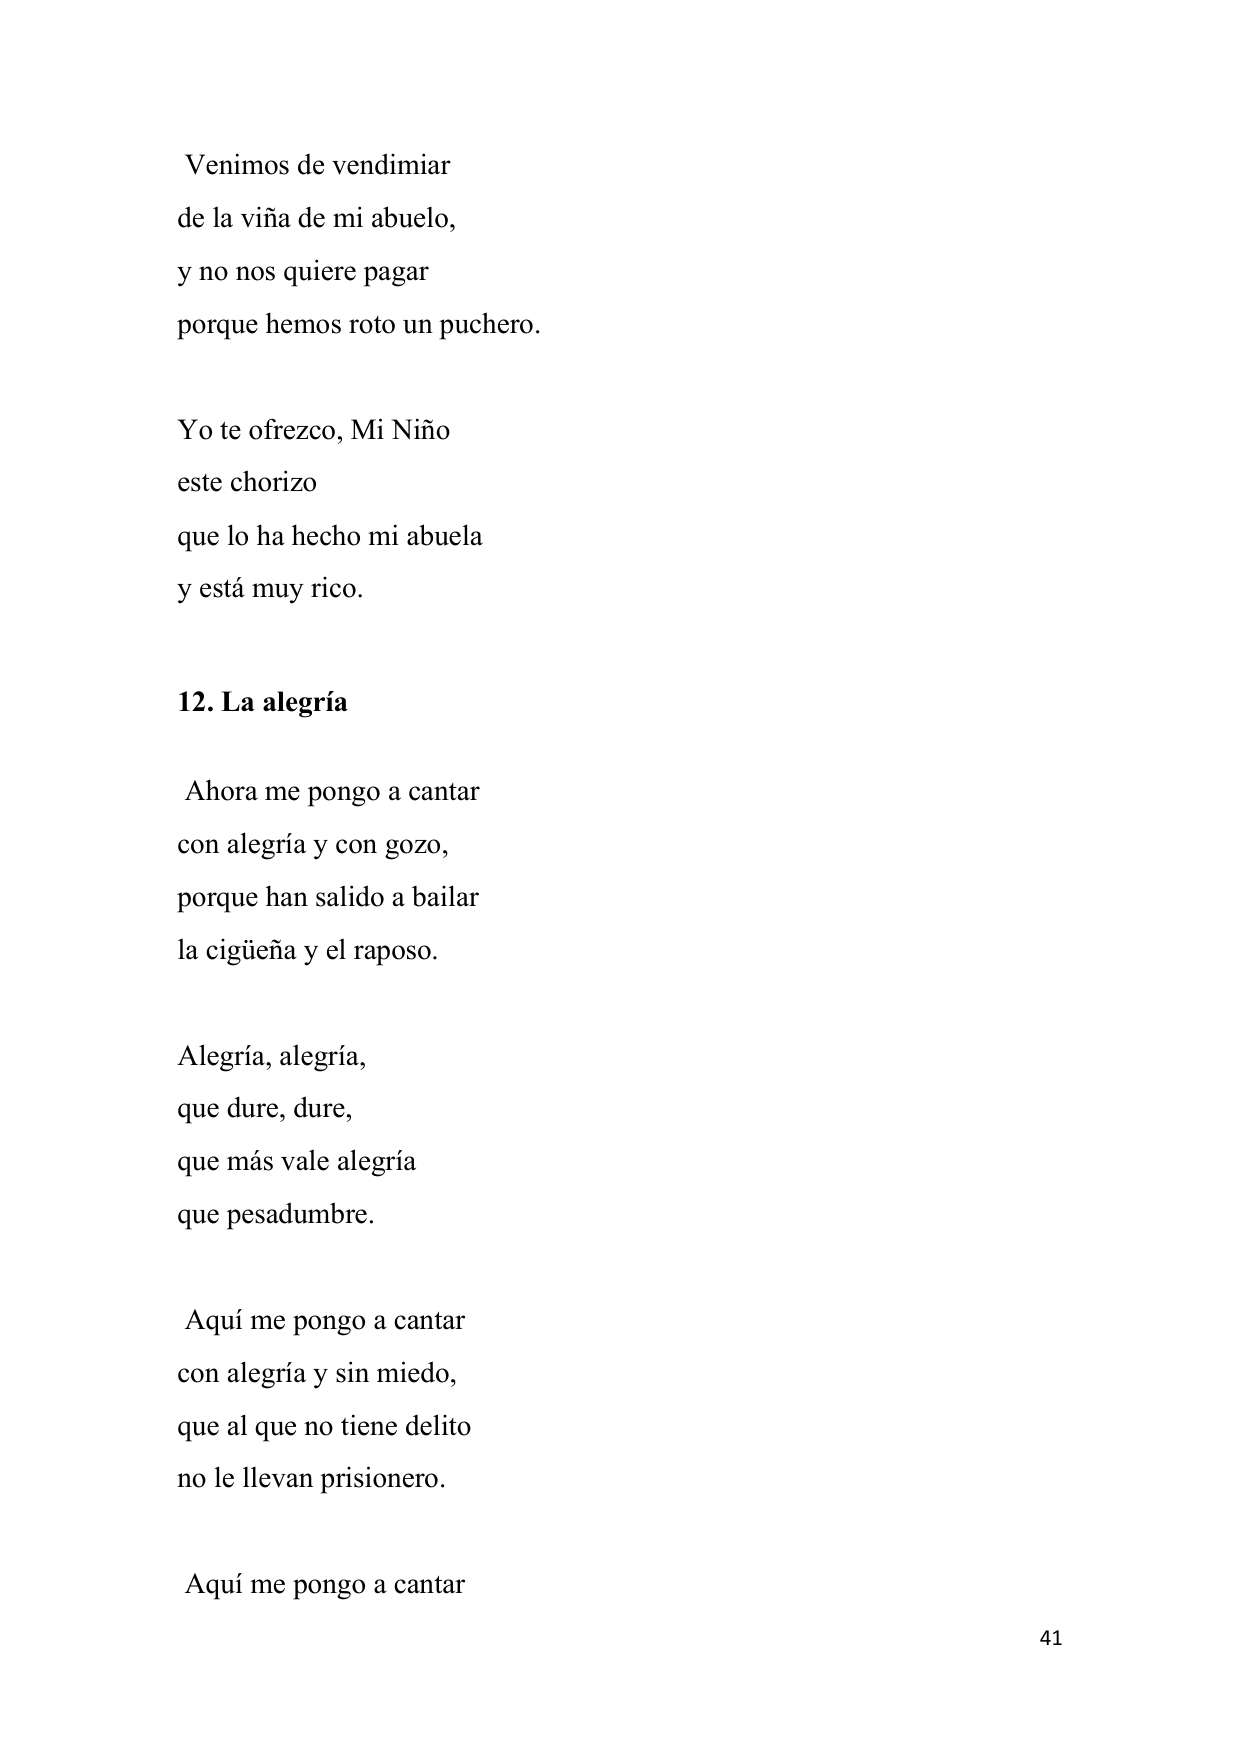 Venimos de vendimiar
de la viña de mi abuelo,
y no nos quiere pagar
porque hemos roto un puchero.
Yo te ofrezco, Mi Niño
este chorizo
que lo ha hecho mi abuela
y está muy rico.
12. La alegría
Ahora me pongo a cantar
con alegría y con gozo,
porque han salido a bailar
la cigüeña y el raposo.
Alegría, alegría,
que dure, dure,
que más vale alegría
que pesadumbre.
Aquí me pongo a cantar
con alegría y sin miedo,
que al que no tiene delito
no le llevan prisionero.
Aquí me pongo a cantar
41